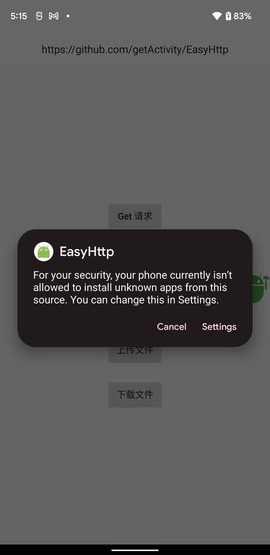 5:15
83%
https://github.com/getActivity/EasyHttp
Get 请求
EasyHttp
For your security, your phone currently isn't
allowed to install unknown apps from this
source. You can change this in Settings.
Cancel
Settings
上传文件
下载文件